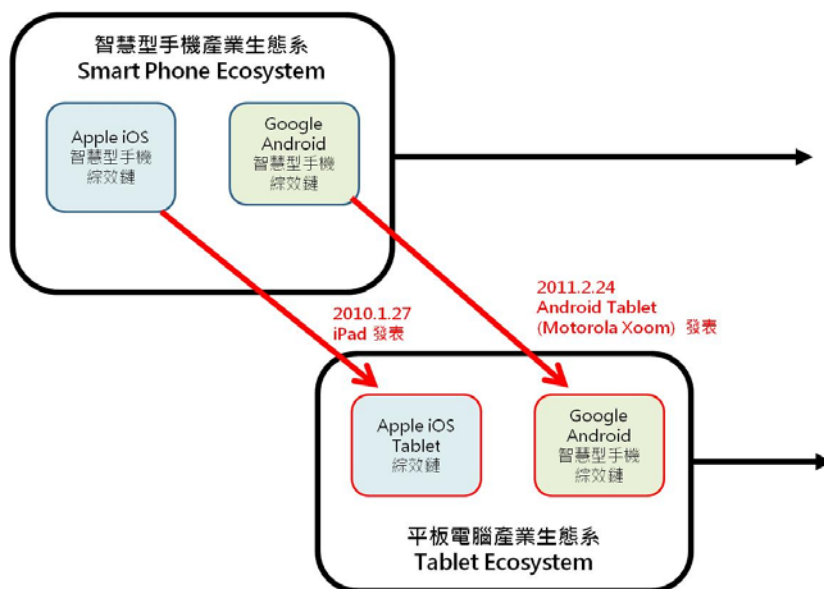 智慧型手機產業生態系
Smart Phone Ecosystem
Apple iOS
智慧型手機
綜效鏈
Google
Android
智慧型手機
綜效鏈
2010.1.27
iPad 發表
2011.2.24
Android Tablet
(Motorola Xoom) 發表
Apple iOS
Tablet
綜效鏈
Google
Android
智慧型手機
綜效鏈
平板電腦產業生態系
Tablet Ecosystem